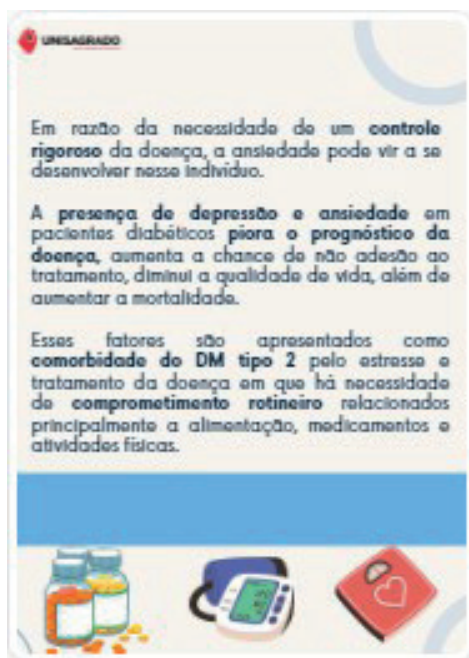 UNISAGRADO
Em razão da necessidade de um controle
rigoroso da doença, a ansiedade pode vir a se
desenvolver nesse indivíduo.
A presença de depressão e ansiedade em
pacientes diabéticos piora o prognóstico da
doença, aumenta a chance de não adesão ao
tratamento, diminui a qualidade de vida, além de
aumentar a mortalidade.
Esses fatores são apresentados como
comorbidade do DM tipo 2 pelo estresse e
tratamento da doença em que há necessidade
de comprometimento rotineiro relacionados
principalmente a alimentação, medicamentos e
atividades físicas.